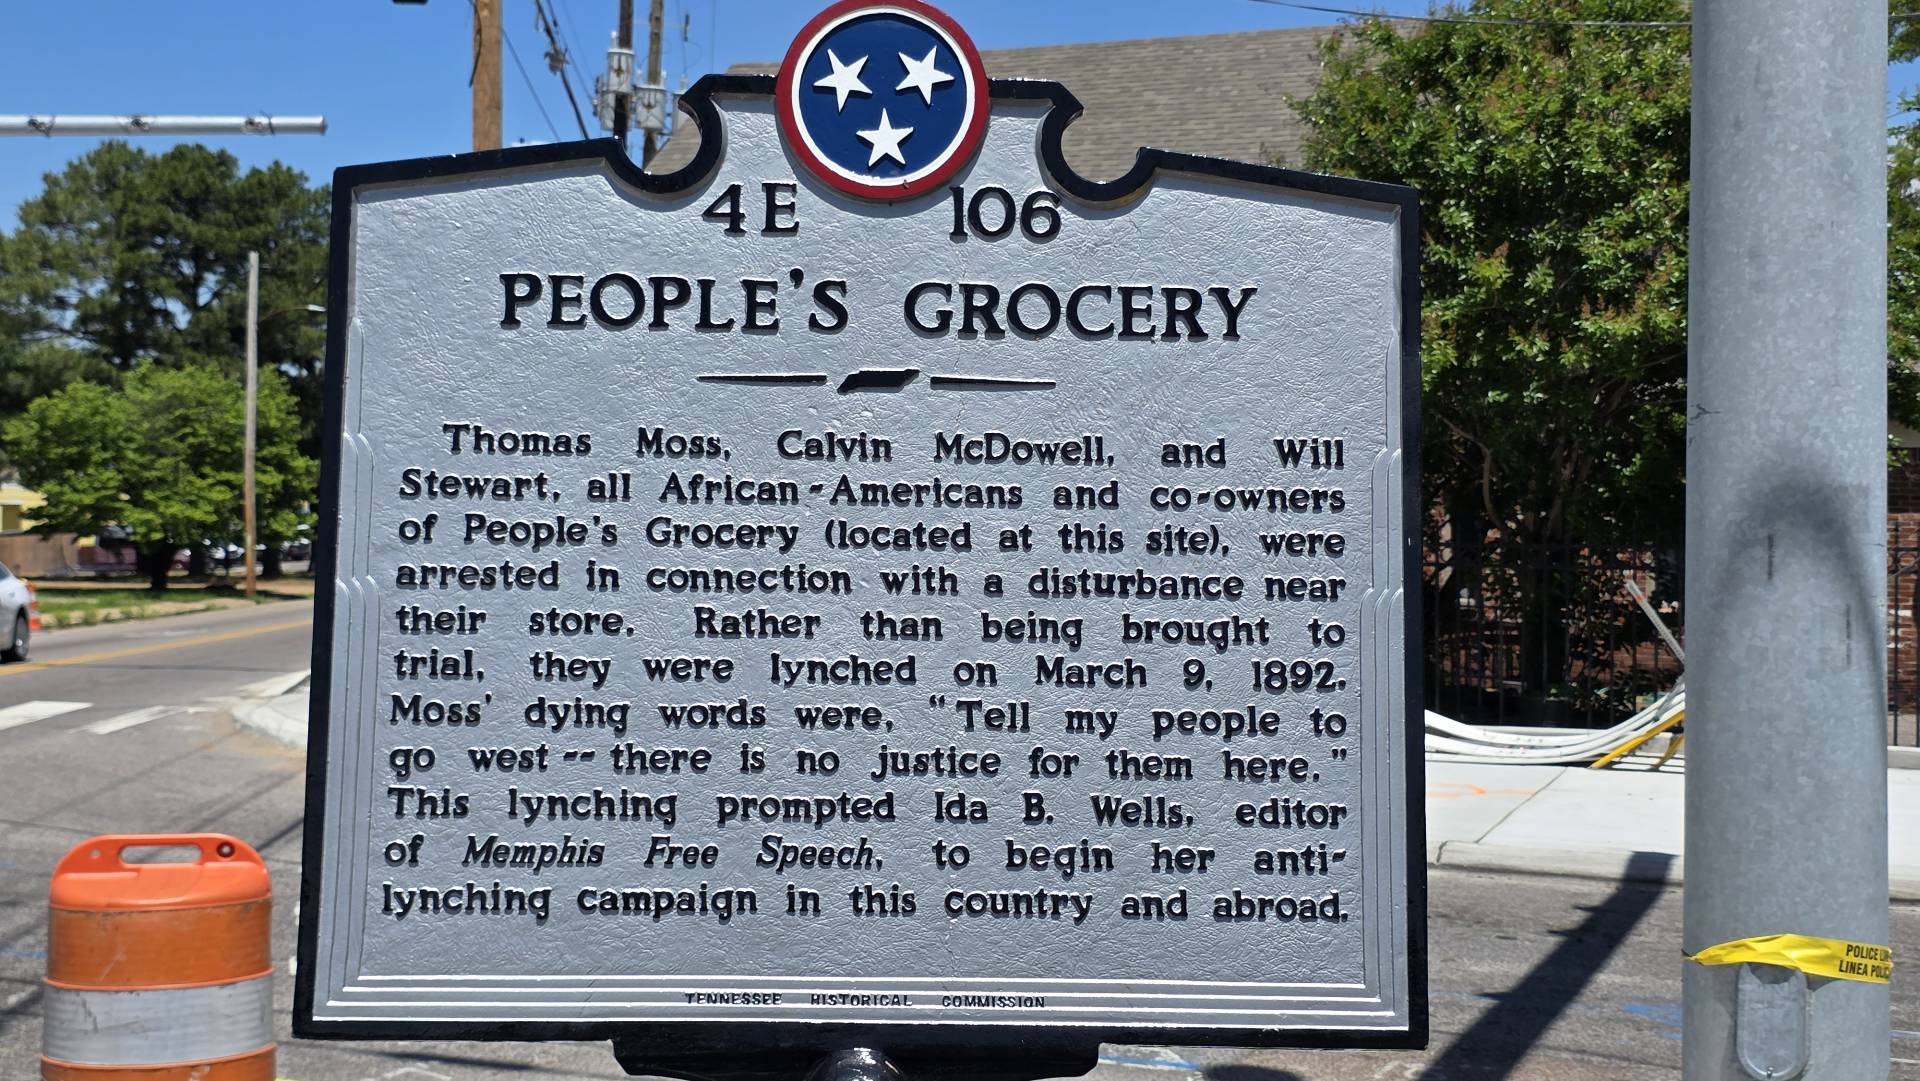 4E 106
PEOPLE'S GROCERY
Thomas Moss, Calvin McDowell, and Will
Stewart, all African-Americans and co-owners
of People's Grocery (located at this site), were
arrested in connection with a disturbance near
their store. Rather than being brought to
trial, they were lynched on March 9, 1892.
Moss' dying words were, "Tell my people to
go west -- there is no justice for them here."
This lynching prompted Ida B. Wells, editor
of Memphis Free Speech, to begin her anti-
lynching campaign in this country and abroad.
TENNESSEE HISTORICAL COMMISSION
POLICE
LINEA